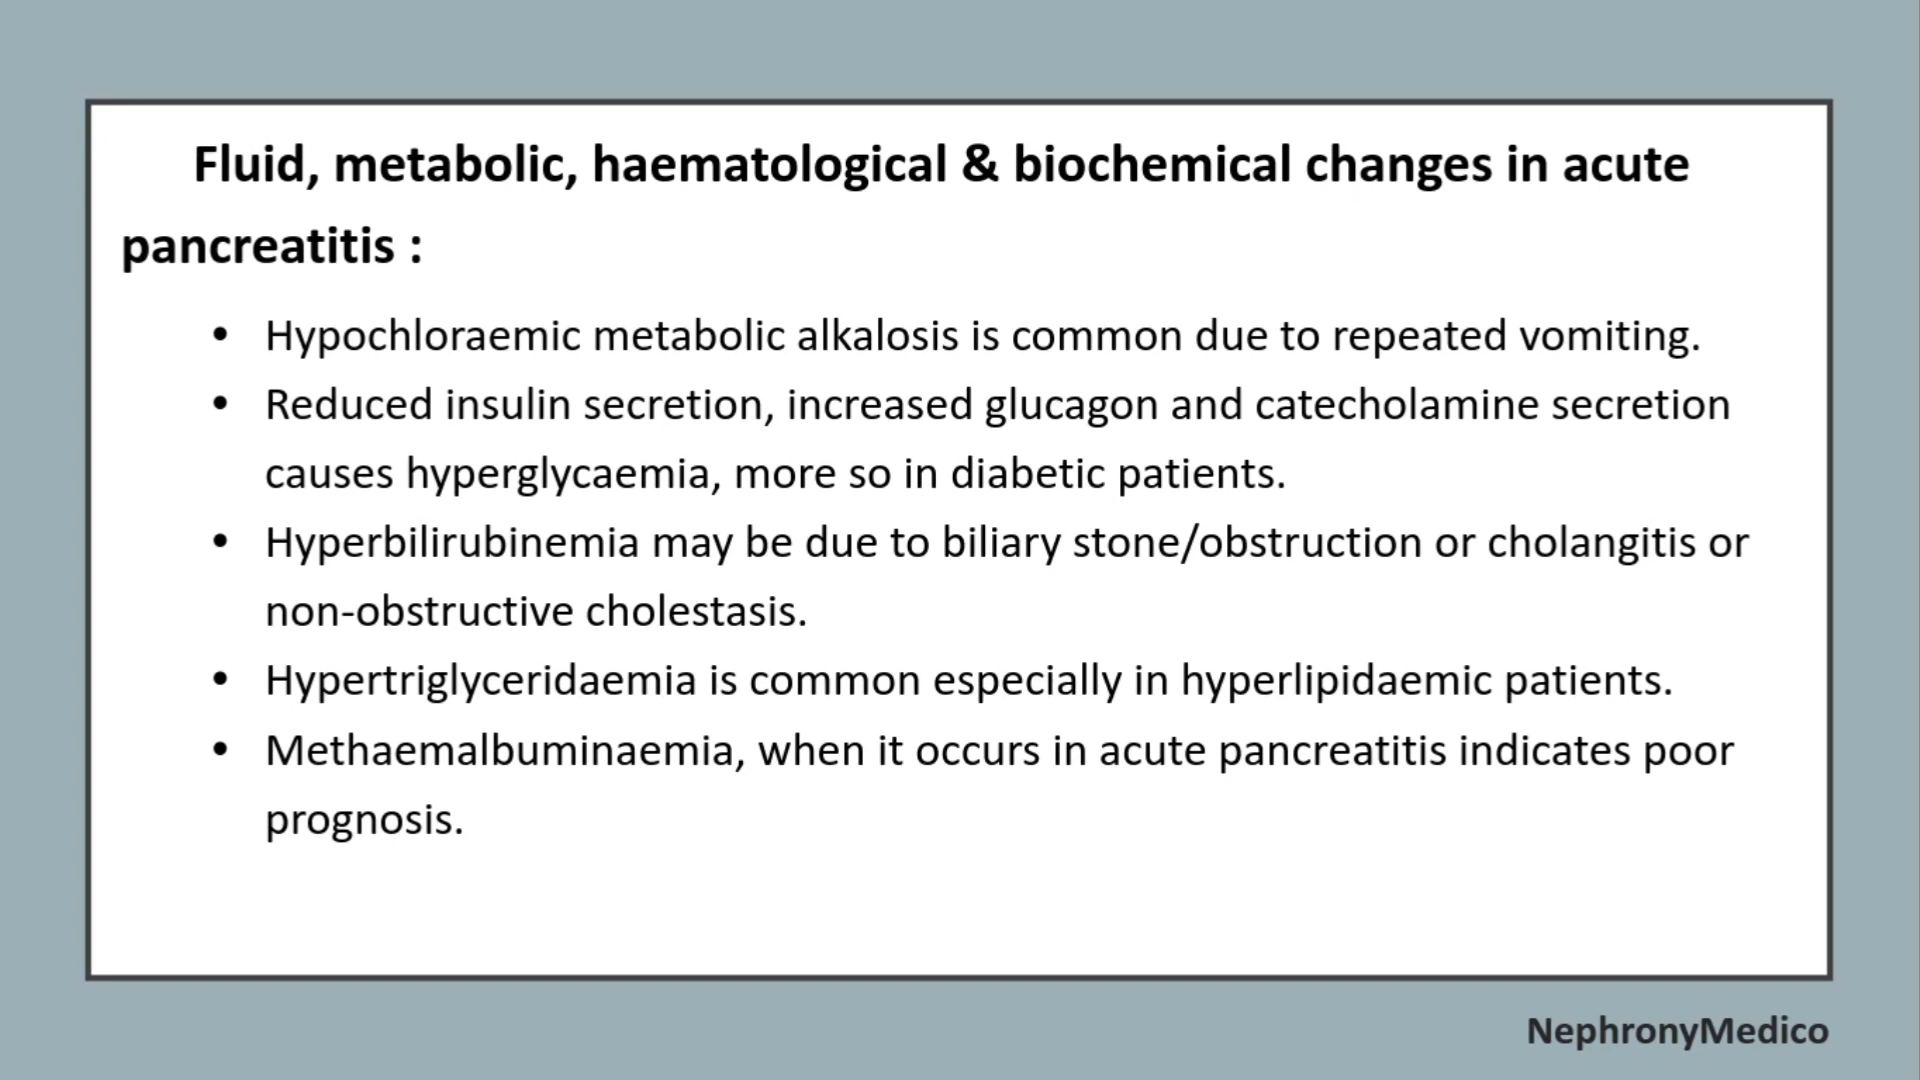 Fluid, metabolic, haematological & biochemical changes in acute
pancreatitis :
• Hypochloraemic metabolic alkalosis is common due to repeated vomiting.
• Reduced insulin secretion, increased glucagon and catecholamine secretion
causes hyperglycaemia, more so in diabetic patients.
• Hyperbilirubinemia may be due to biliary stone/obstruction or cholangitis or
non-obstructive cholestasis.
• Hypertriglyceridaemia is common especially in hyperlipidaemic patients.
• Methaemalbuminaemia, when it occurs in acute pancreatitis indicates poor
prognosis.
NephronyMedico